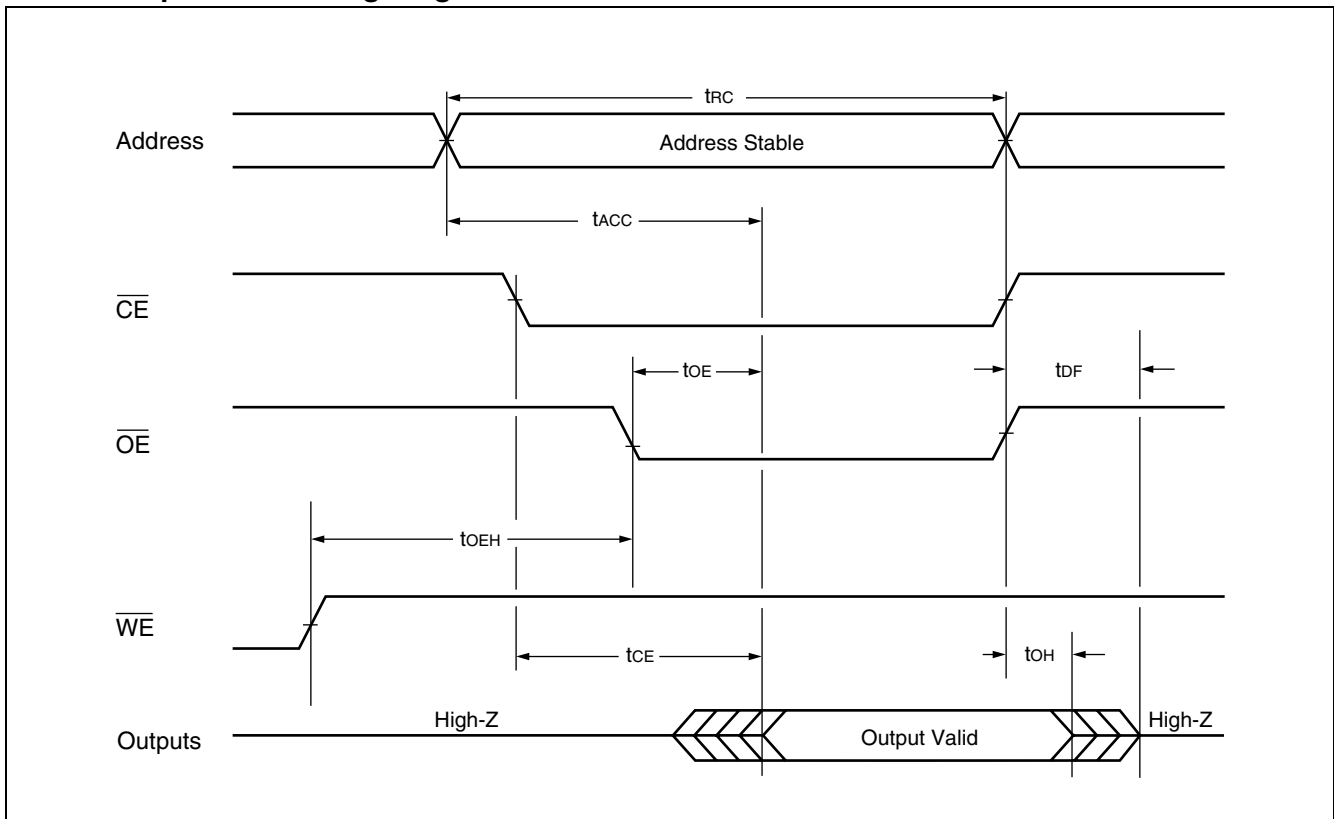 tRC
Address
Address Stable
tACC
CE
tOE
tDF
OE
tOEH
WE
tCE
tOH
High-Z
High-Z
Outputs
Output Valid